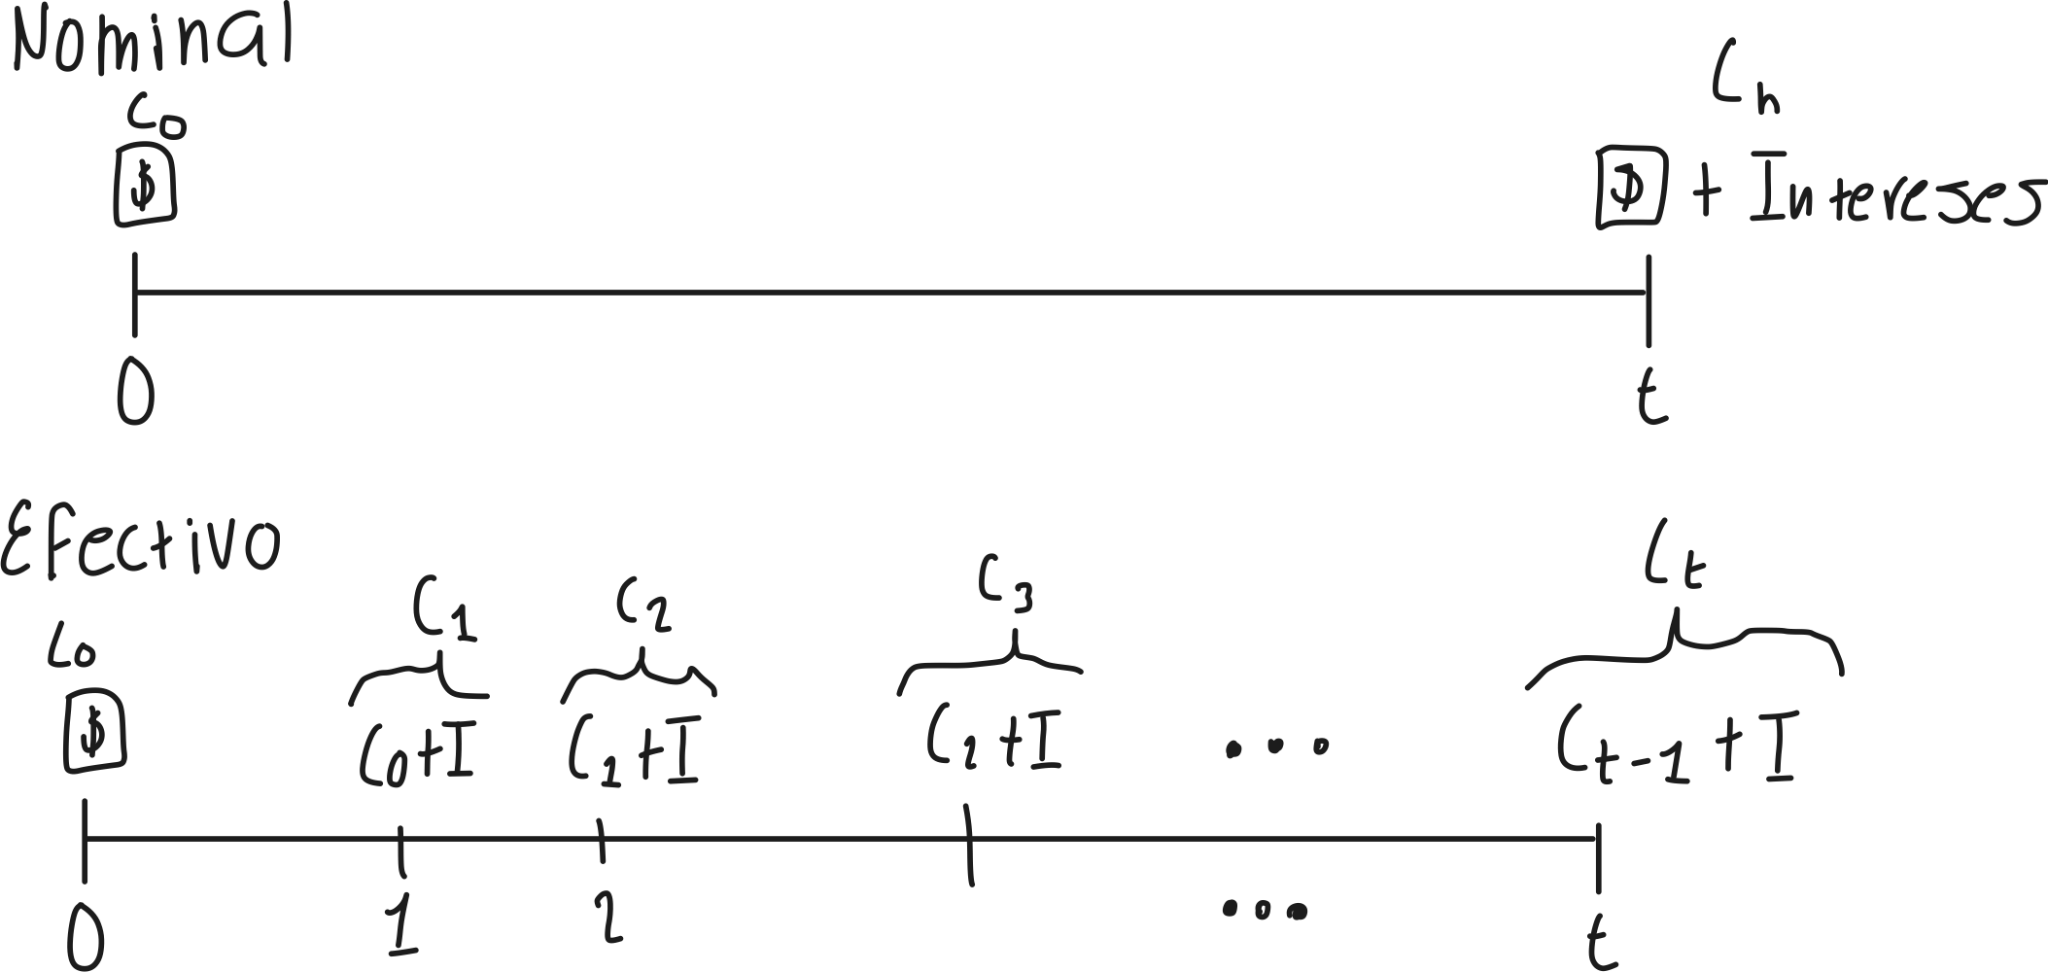 Nominal
C₀ Cₙ
$ $ + Intereses
0 t
Efectivo
C₀ C₁ C₂ C₃ Cₜ
$ C₀+I C₁+I C₂+I ... Cₜ₋₁+I
0 1 2 ... t